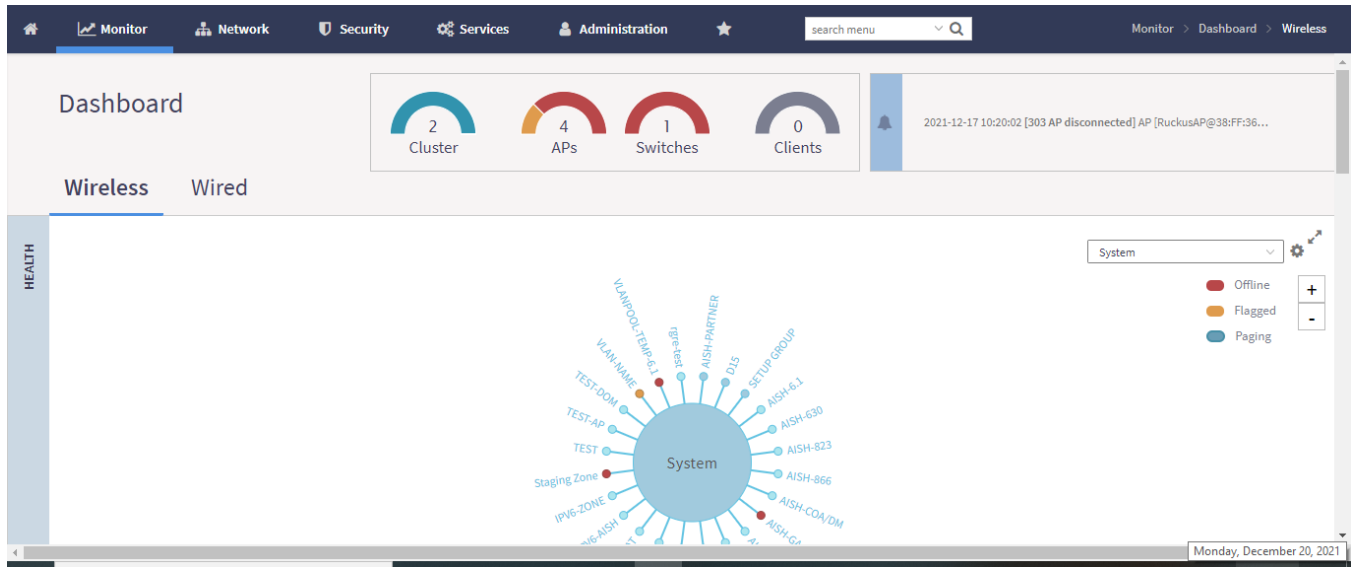 Monitor Network Security Services Administration search menu Monitor > Dashboard > Wireless
Dashboard
2 Cluster
4 APs
1 Switches
0 Clients
2021-12-17 10:20:02 [303 AP disconnected] AP [RuckusAP@38:FF:36...
Wireless Wired
HEALTH
System
Offline
Flagged
Paging
+
-
VLANPOOL-TEMP-6.1
rgre-test
AISH-PARTNER
D15
SETUP GROUP
VLAN-NAME
AISH-6.1
TEST-DOM
AISH-630
TEST-AP
AISH-823
TEST
System
AISH-866
Staging Zone
AISH-COA/DM
IPV6-ZONE
Monday, December 20, 2021